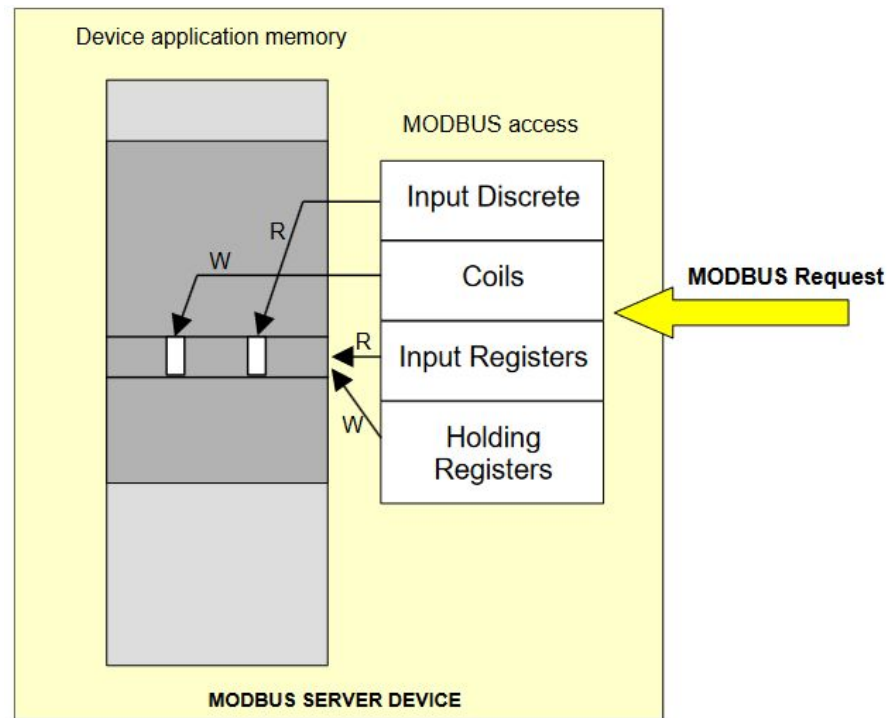 Device application memory
MODBUS access
Input Discrete
R
W
Coils
MODBUS Request
R
Input Registers
W
Holding
Registers
MODBUS SERVER DEVICE